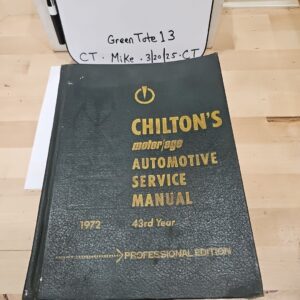 Green Tote 13
CT · Mike · 3/20/25 · CT
CHILTON'S
motor/age
AUTOMOTIVE
SERVICE
MANUAL
1972 43rd Year
PROFESSIONAL EDITION